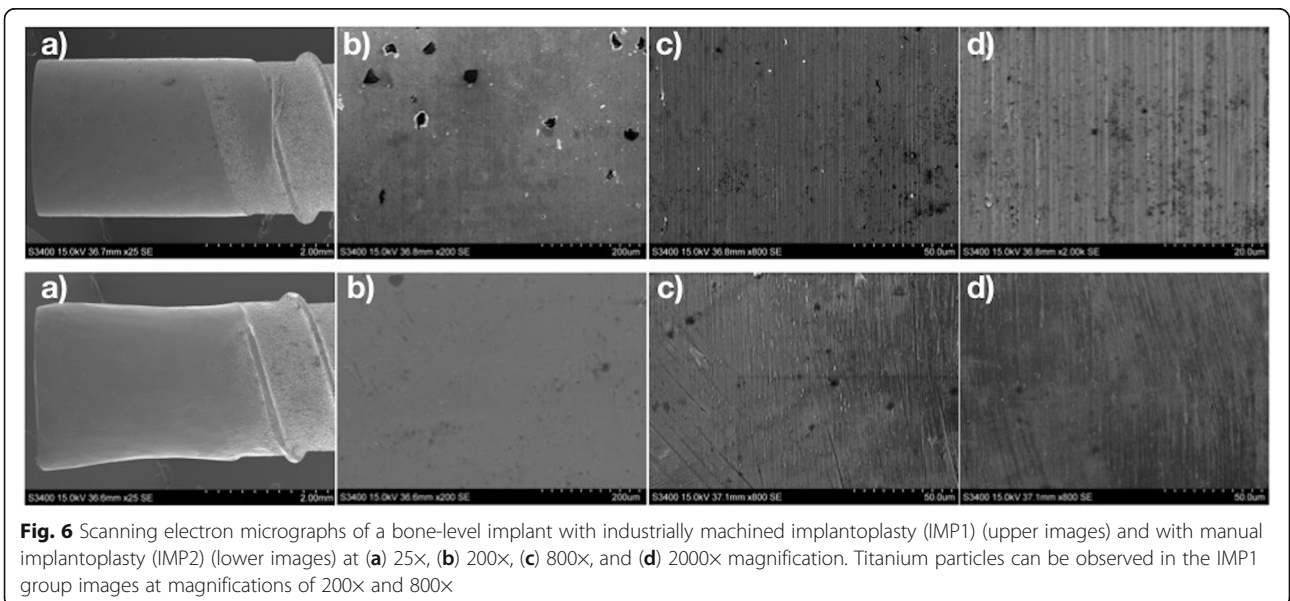 a) b) c) d)
S3400 15.0kV 36.7mm x25 SE 2.00mm
S3400 15.0kV 36.8mm x200 SE 200um
S3400 15.0kV 36.8mm x800 SE 50.0um
S3400 15.0kV 36.8mm x2.00k SE 20.0um
a) b) c) d)
S3400 15.0kV 36.6mm x25 SE 2.00mm
S3400 15.0kV 36.6mm x200 SE 200um
S3400 15.0kV 37.1mm x800 SE 50.0um
S3400 15.0kV 37.1mm x800 SE 50.0um
Fig. 6 Scanning electron micrographs of a bone-level implant with industrially machined implantoplasty (IMP1) (upper images) and with manual
implantoplasty (IMP2) (lower images) at (a) 25×, (b) 200×, (c) 800×, and (d) 2000× magnification. Titanium particles can be observed in the IMP1
group images at magnifications of 200× and 800×